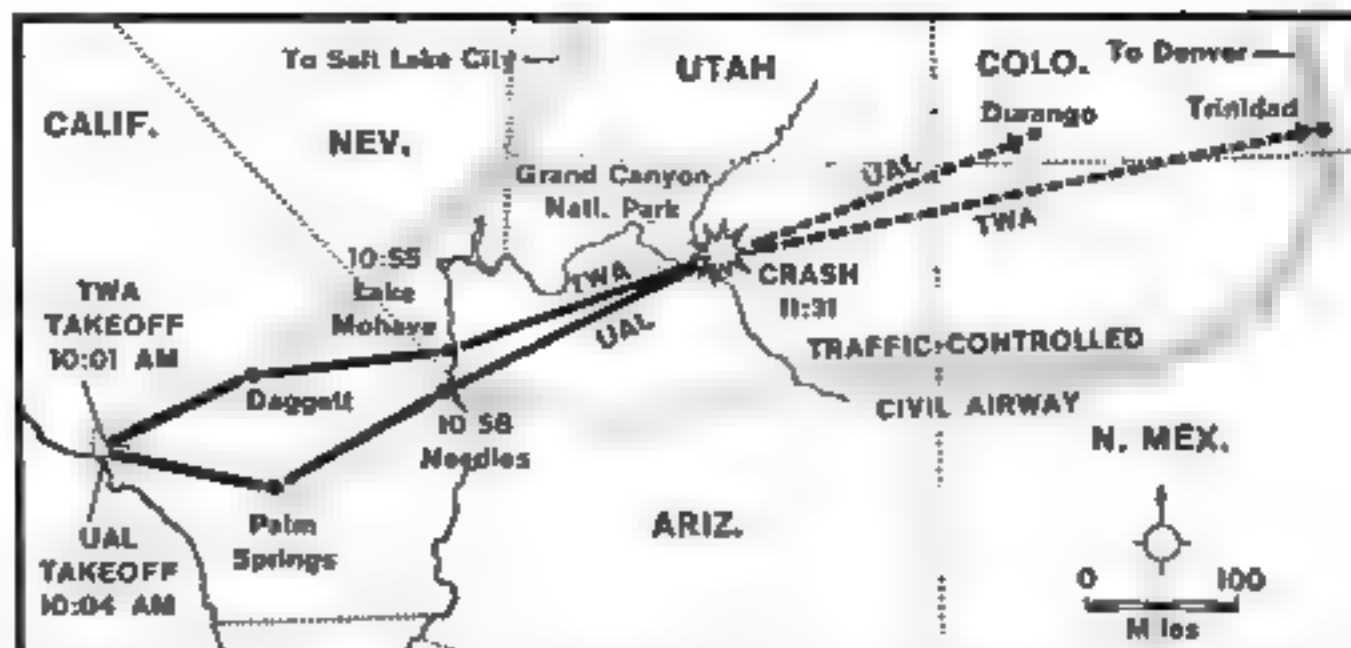 To Salt Lake City
UTAH
COLO.
To Denver
CALIF.
NEV.
Durango
Trinidad
Grand Canyon
Natl. Park
UAL
TWA
10:55
Lake
Mohave
TWA
UAL
CRASH
11:31
TWA
TAKEOFF
10:01 AM
TRAFFIC CONTROLLED
CIVIL AIRWAY
Daggett
10 58
Needles
N. MEX.
Palm
Springs
ARIZ.
UAL
TAKEOFF
10:04 AM
0 100
Miles